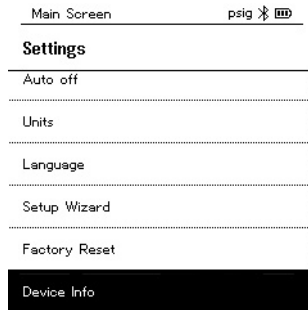 Main Screen psig
Settings
Auto off
Units
Language
Setup Wizard
Factory Reset
Device Info